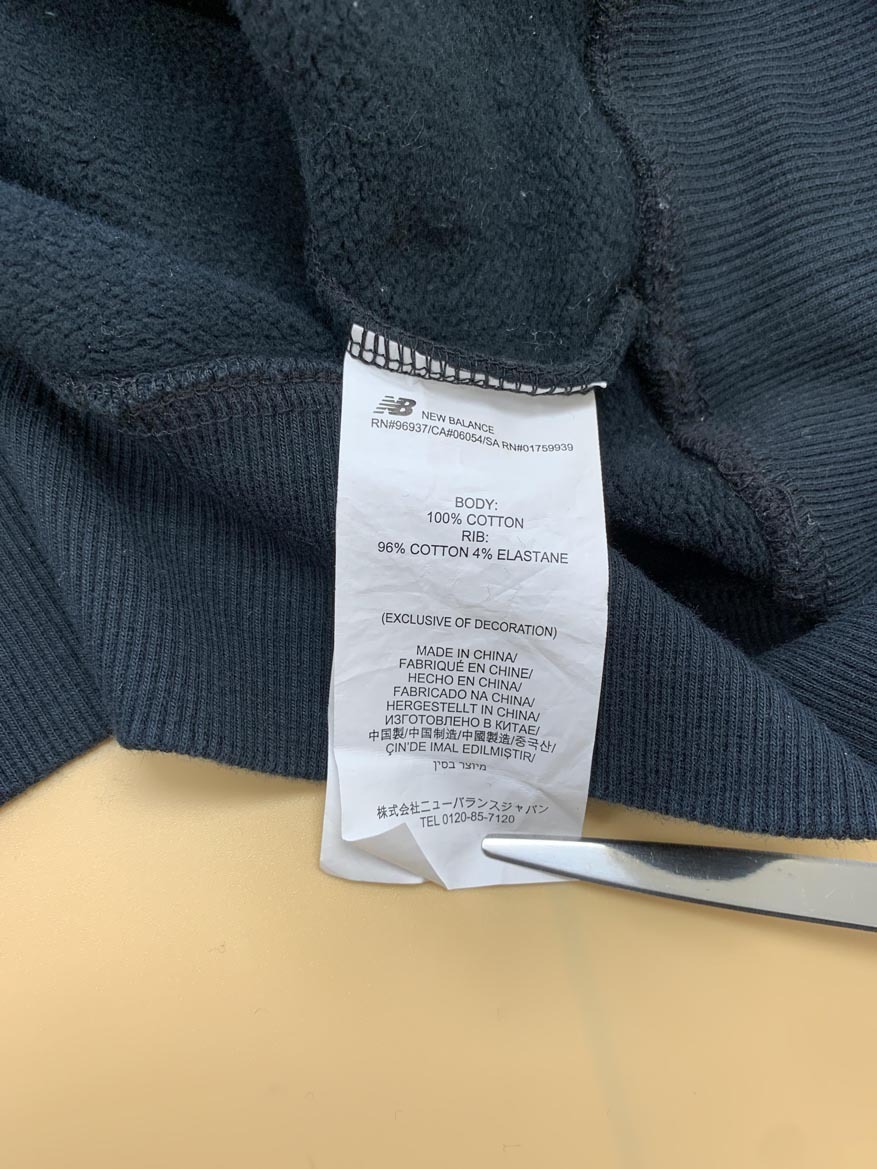 NB NEW BALANCE
RN#96937/CA#06054/SA RN#01759939
BODY:
100% COTTON
RIB:
96% COTTON 4% ELASTANE
(EXCLUSIVE OF DECORATION)
MADE IN CHINA/
FABRIQUÉ EN CHINE/
HECHO EN CHINA/
FABRICADO NA CHINA/
HERGESTELLT IN CHINA/
ИЗГОТОВЛЕНО В КИТАЕ/
中国製/中国制造/中國製造/중국산/
ÇIN'DE IMAL EDILMIŞTIR/
מיוצר בסין
株式会社ニューバランスジャパン
TEL 0120-85-7120